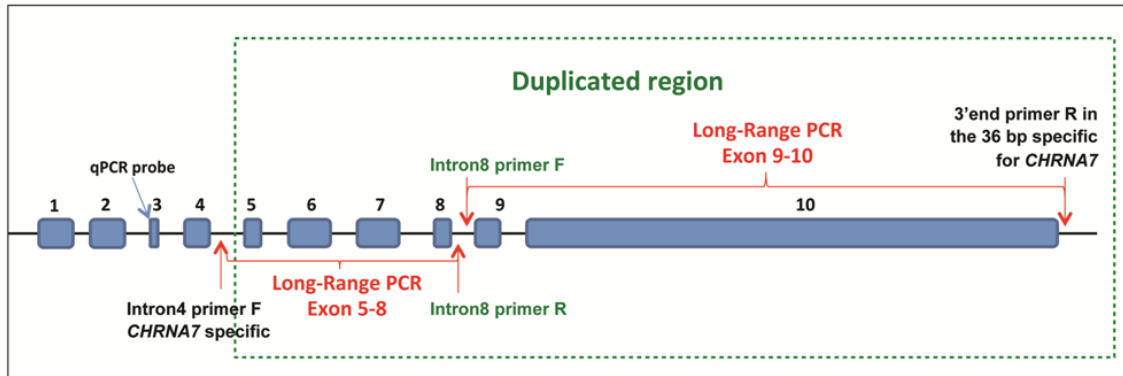 Duplicated region
3'end primer R in
the 36 bp specific
for CHRNA7
Long-Range PCR
Exon 9-10
Intron8 primer F
qPCR probe
1 2 3 4 5 6 7 8 9 10
Long-Range PCR
Exon 5-8
Intron4 primer F
CHRNA7 specific
Intron8 primer R